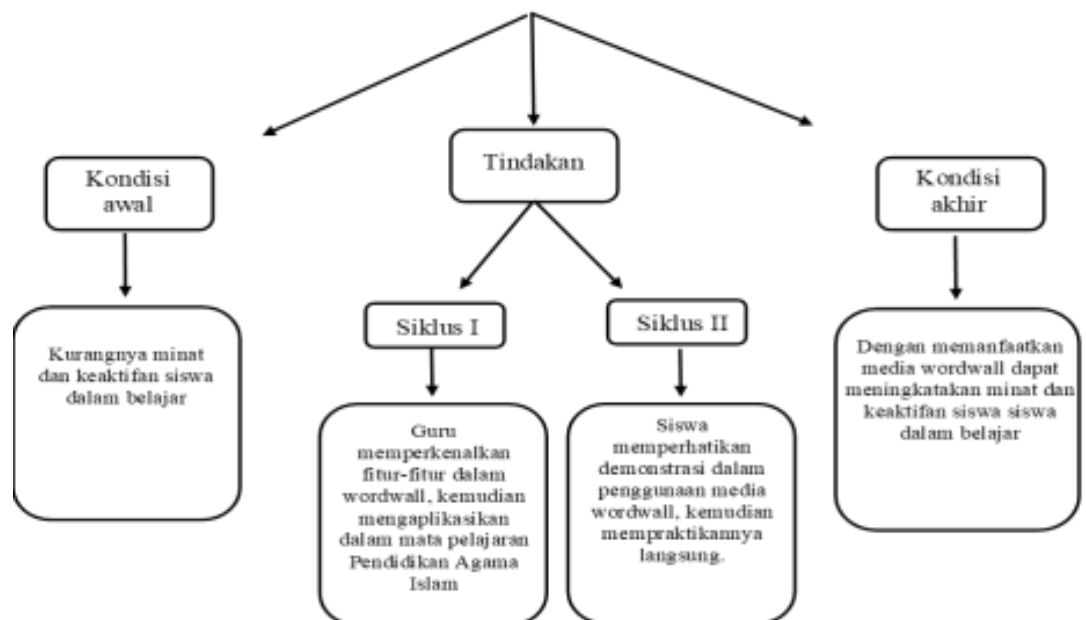 Kondisi
awal
Kurangnya minat
dan keaktifan siswa
dalam belajar
Tindakan
Siklus I
Guru
memperkenalkan
fitur-fitur dalam
wordwall, kemudian
mengaplikasikan
dalam mata pelajaran
Pendidikan Agama
Islam
Siklus II
Siswa
memperhatikan
demonstrasi dalam
penggunaan media
wordwall, kemudian
mempraktikannya
langsung.
Kondisi
akhir
Dengan memanfaatkan
media wordwall dapat
meningkatakan minat dan
keaktifan siswa siswa
dalam belajar